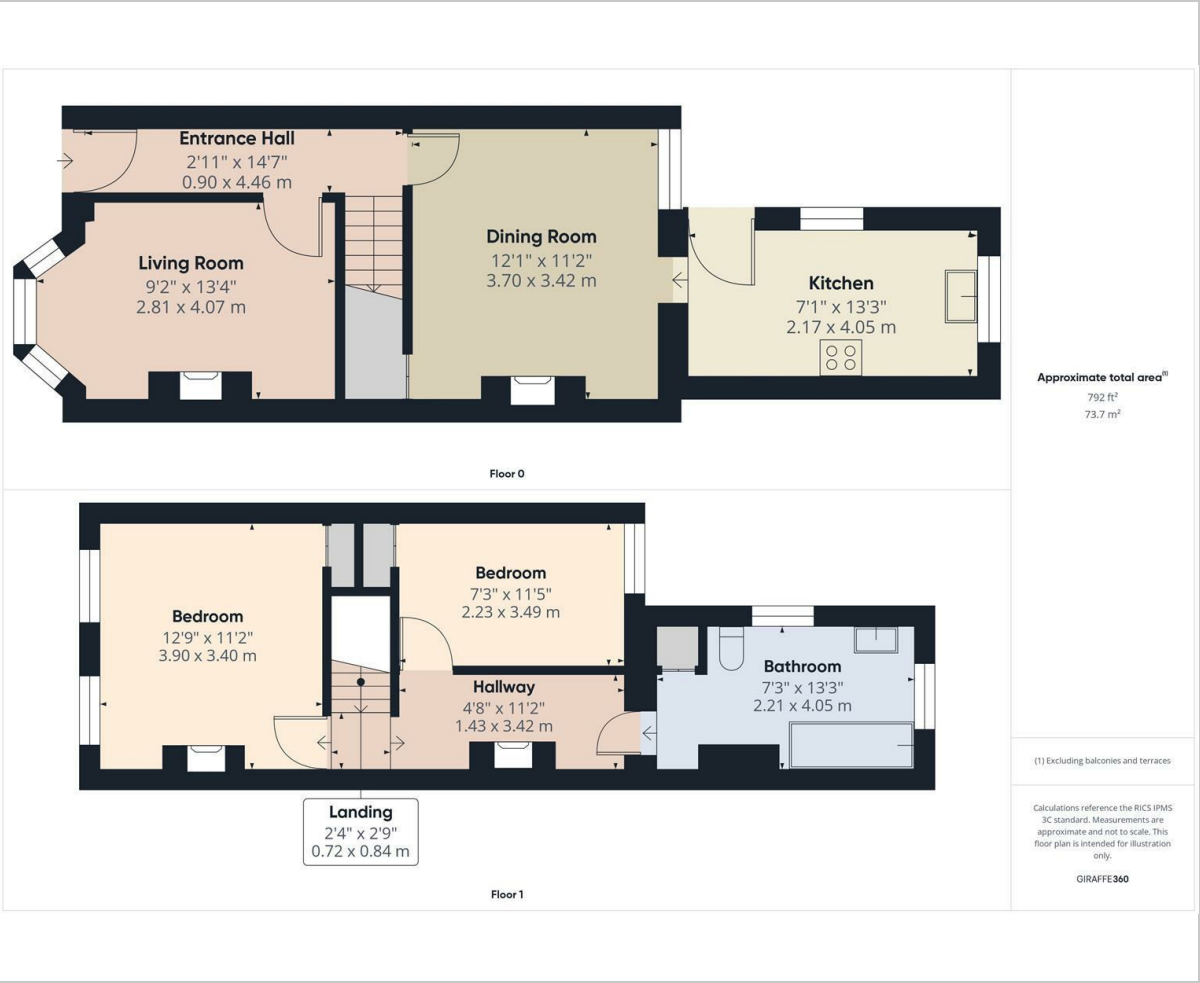 Entrance Hall
2'11" x 14'7"
0.90 x 4.46 m
Living Room
9'2" x 13'4"
2.81 x 4.07 m
Dining Room
12'1" x 11'2"
3.70 x 3.42 m
Kitchen
7'1" x 13'3"
2.17 x 4.05 m
Floor 0
Bedroom
12'9" x 11'2"
3.90 x 3.40 m
Bedroom
7'3" x 11'5"
2.23 x 3.49 m
Hallway
4'8" x 11'2"
1.43 x 3.42 m
Bathroom
7'3" x 13'3"
2.21 x 4.05 m
Landing
2'4" x 2'9"
0.72 x 0.84 m
Floor 1
Approximate total area⁽¹⁾
792 ft²
73.7 m²
(1) Excluding balconies and terraces
Calculations reference the RICS IPMS
3C standard. Measurements are
approximate and not to scale. This
floor plan is intended for illustration
only.
GIRAFFE360